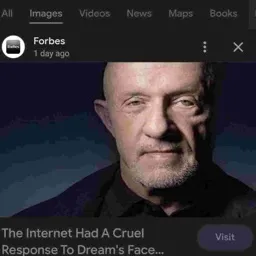 All Images Videos News Maps Books
Forbes
1 day ago
The Internet Had A Cruel
Response To Dream's Face...
Visit